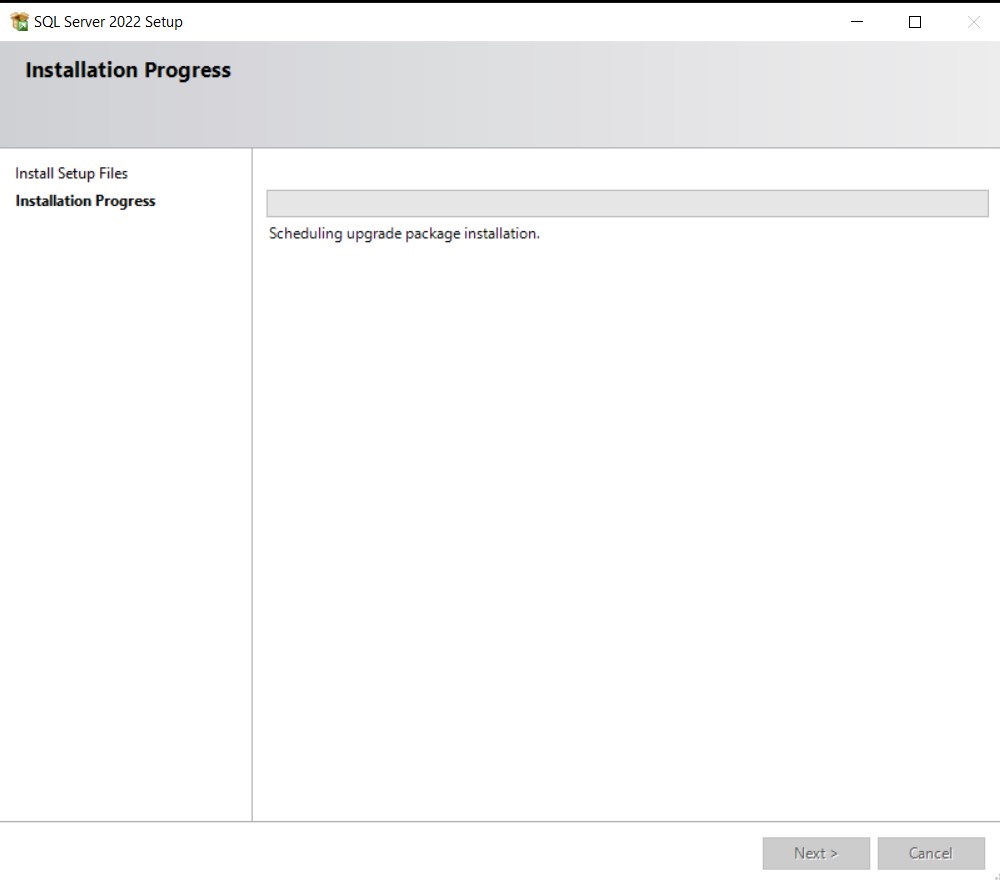 SQL Server 2022 Setup
Installation Progress
Install Setup Files
Installation Progress
Scheduling upgrade package installation.
Next >
Cancel